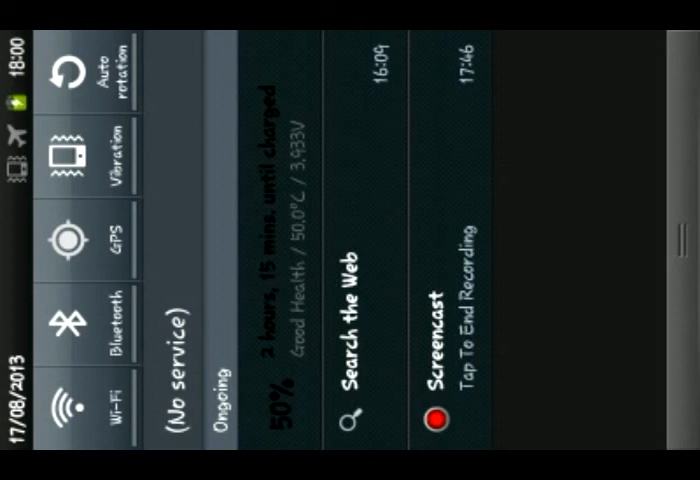 17/08/2013 18:00
Wi-Fi
Bluetooth
GPS
Vibration
Auto
rotation
(No service)
Ongoing
50% 2 hours, 15 mins. until charged
Good Health / 50.0°C / 3.933V
Search the Web
16:09
Screencast
17:46
Tap To End Recording